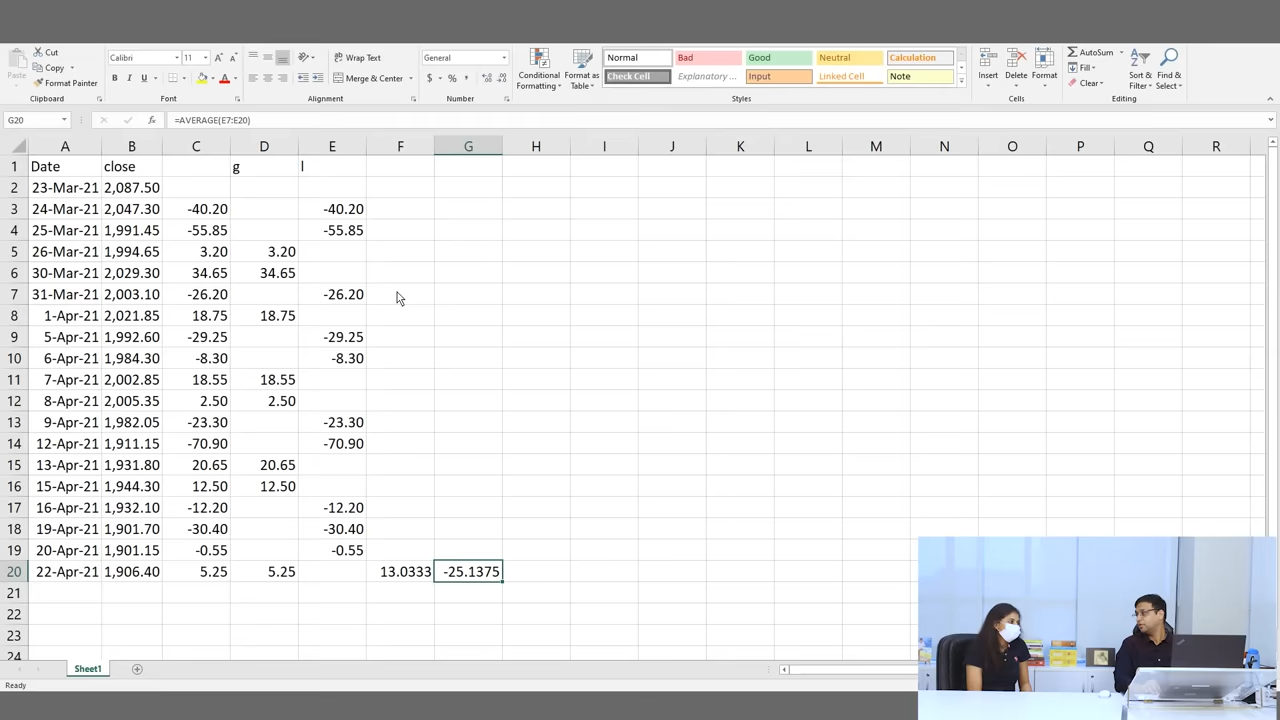 Cut
Copy
Format Painter
Paste
Clipboard
Calibri 11 A A
B I U A
Font
Wrap Text
Merge & Center
Alignment
General
$ % ,
Number
Conditional Formatting
Format as Table
Normal Bad Good Neutral Calculation
Check Cell Explanatory ... Input Linked Cell Note
Styles
Insert Delete Format
Cells
AutoSum
Fill
Clear
Sort & Filter
Find & Select
Editing
G20 fx =AVERAGE(E7:E20)
A B C D E F G H I J K L M N O P Q R
1 Date close g l
2 23-Mar-21 2,087.50
3 24-Mar-21 2,047.30 -40.20 -40.20
4 25-Mar-21 1,991.45 -55.85 -55.85
5 26-Mar-21 1,994.65 3.20 3.20
6 30-Mar-21 2,029.30 34.65 34.65
7 31-Mar-21 2,003.10 -26.20 -26.20
8 1-Apr-21 2,021.85 18.75 18.75
9 5-Apr-21 1,992.60 -29.25 -29.25
10 6-Apr-21 1,984.30 -8.30 -8.30
11 7-Apr-21 2,002.85 18.55 18.55
12 8-Apr-21 2,005.35 2.50 2.50
13 9-Apr-21 1,982.05 -23.30 -23.30
14 12-Apr-21 1,911.15 -70.90 -70.90
15 13-Apr-21 1,931.80 20.65 20.65
16 15-Apr-21 1,944.30 12.50 12.50
17 16-Apr-21 1,932.10 -12.20 -12.20
18 19-Apr-21 1,901.70 -30.40 -30.40
19 20-Apr-21 1,901.15 -0.55 -0.55
20 22-Apr-21 1,906.40 5.25 5.25 13.0333 -25.1375
21
22
23
24
Sheet1
Ready